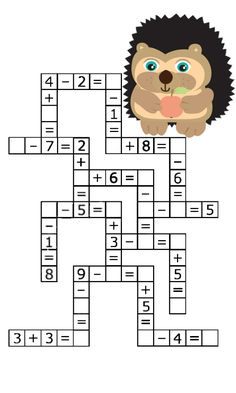 4 − 2 =
+ −
1
= =
− 7 = 2 + 8 =
+ −
+ 6 = 6
= − =
− 5 = − = 5
− + =
1 3 − =
= = +
8 9 − = 5
− + =
5
= =
3 + 3 = − 4 =